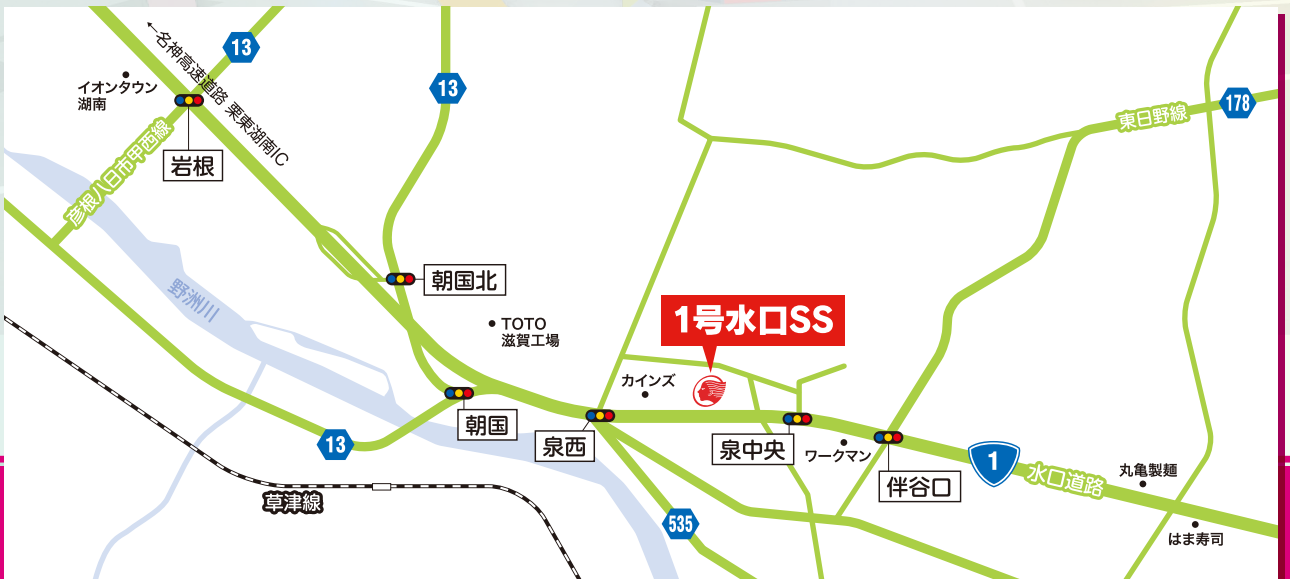 ←名神高速道路 栗東湖南IC
13
13
イオンタウン
湖南
岩根
彦根八日市甲西線
178
東日野線
野洲川
朝国北
TOTO
滋賀工場
1号水口SS
カインズ
朝国
13
泉西
泉中央
ワークマン
伴谷口
1
水口道路
丸亀製麺
はま寿司
535
草津線